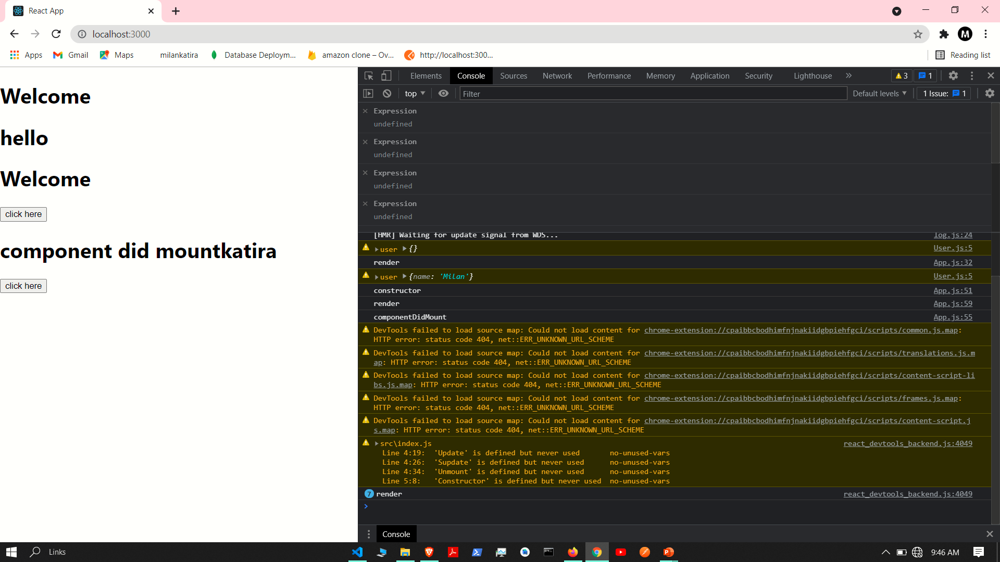 React App
localhost:3000
Apps
Gmail
Maps
milankatira
Database Deploym...
amazon clone – Ov...
http://localhost:300...
Reading list
Welcome
hello
Welcome
click here
component did mountkatira
click here
Elements
Console
Sources
Network
Performance
Memory
Application
Security
Lighthouse
3
1
top
Filter
Default levels
1 Issue:
1
Expression
undefined
Expression
undefined
Expression
undefined
Expression
undefined
[HMR] Waiting for update signal from WDS... log.js:24
user {} User.js:5
render App.js:32
user {name: 'Milan'} User.js:5
constructor App.js:51
render App.js:59
componentDidMount App.js:55
DevTools failed to load source map: Could not load content for chrome-extension://cpaibbcbodhimfnjnakiidgbpiehfgci/scripts/common.js.map:
HTTP error: status code 404, net::ERR_UNKNOWN_URL_SCHEME
DevTools failed to load source map: Could not load content for chrome-extension://cpaibbcbodhimfnjnakiidgbpiehfgci/scripts/translations.js.m
ap: HTTP error: status code 404, net::ERR_UNKNOWN_URL_SCHEME
DevTools failed to load source map: Could not load content for chrome-extension://cpaibbcbodhimfnjnakiidgbpiehfgci/scripts/content-script-li
bs.js.map: HTTP error: status code 404, net::ERR_UNKNOWN_URL_SCHEME
DevTools failed to load source map: Could not load content for chrome-extension://cpaibbcbodhimfnjnakiidgbpiehfgci/scripts/frames.js.map:
HTTP error: status code 404, net::ERR_UNKNOWN_URL_SCHEME
DevTools failed to load source map: Could not load content for chrome-extension://cpaibbcbodhimfnjnakiidgbpiehfgci/scripts/content-script.j
s.map: HTTP error: status code 404, net::ERR_UNKNOWN_URL_SCHEME
src\index.js react_devtools_backend.js:4049
Line 4:19: 'Update' is defined but never used no-unused-vars
Line 4:26: 'Supdate' is defined but never used no-unused-vars
Line 4:34: 'Unmount' is defined but never used no-unused-vars
Line 5:8: 'Constructor' is defined but never used no-unused-vars
7 render react_devtools_backend.js:4049
Console
Links
9:46 AM